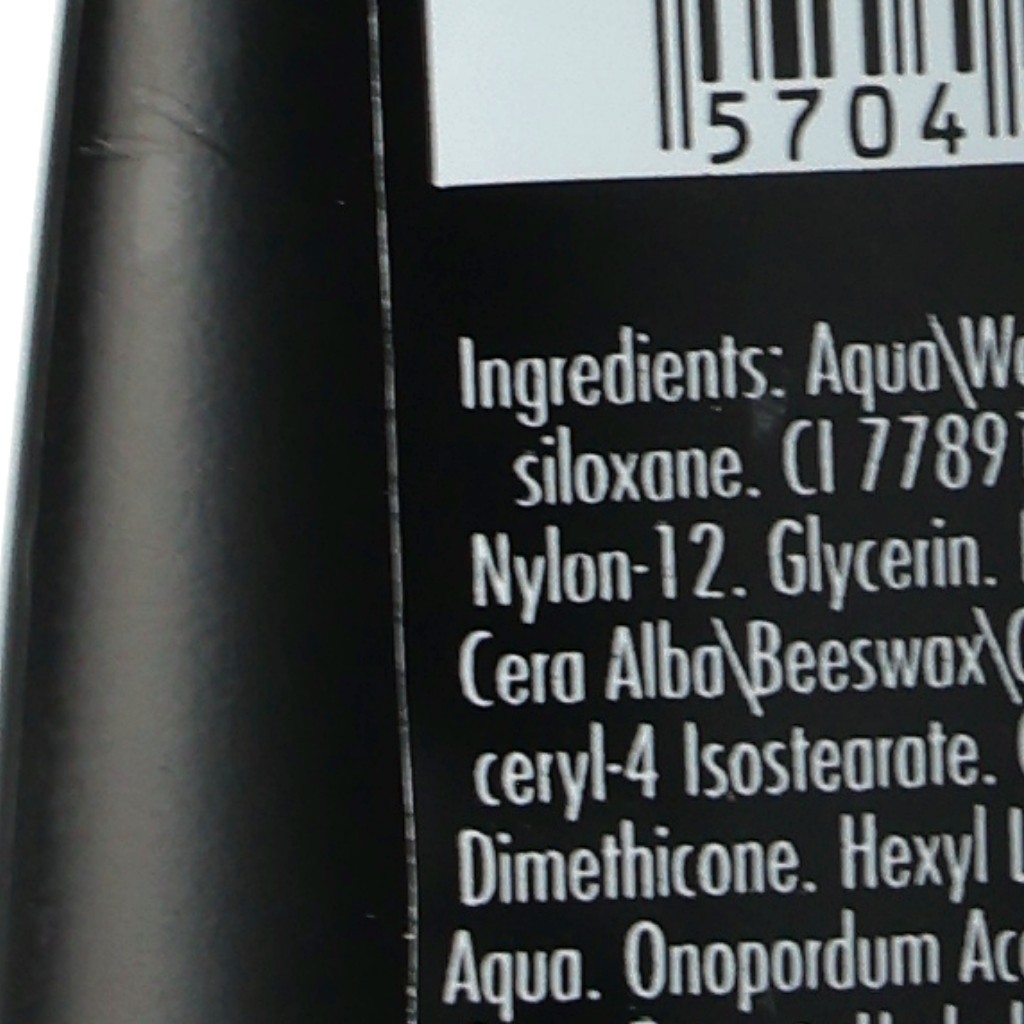 5704
Ingredients: Aqua\
siloxane. CI 7789
Nylon-12. Glycerin.
Cera Alba\Beeswax\
ceryl-4 Isostearate.
Dimethicone. Hexyl
Aqua. Onopordum